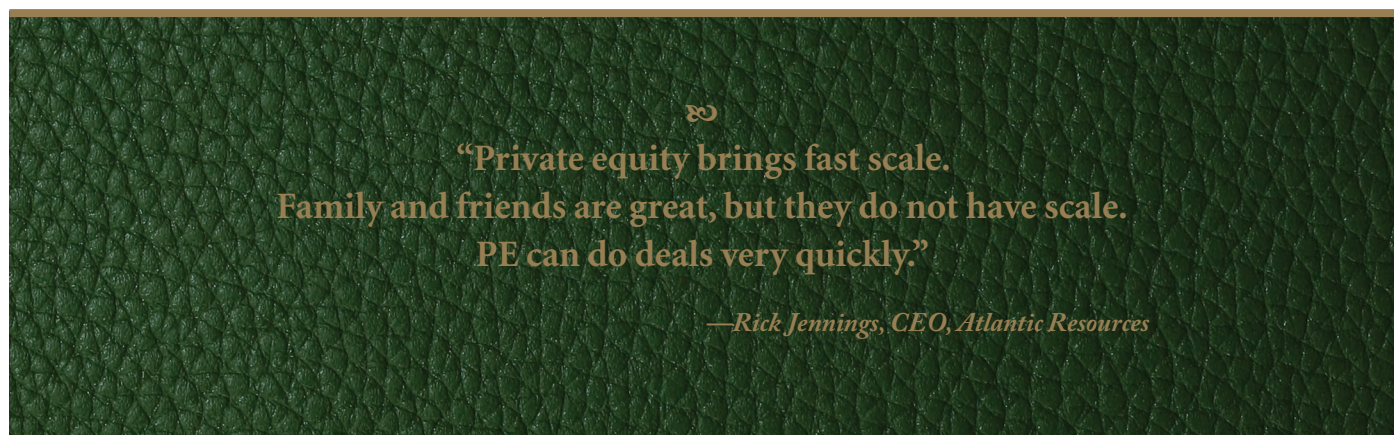 “Private equity brings fast scale.
Family and friends are great, but they do not have scale.
PE can do deals very quickly.”
—Rick Jennings, CEO, Atlantic Resources